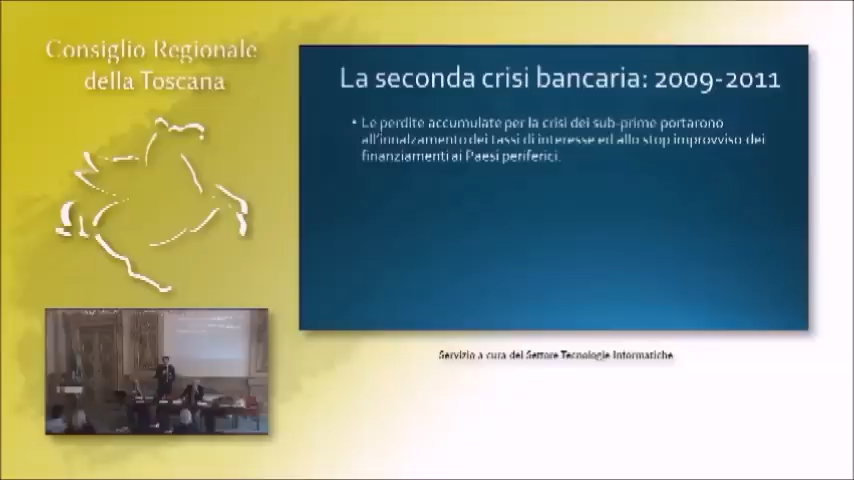 Consiglio Regionale
della Toscana
La seconda crisi bancaria: 2009-2011
• Le perdite accumulate per la crisi dei sub-prime portarono
all'innalzamento dei tassi di interesse ed allo stop improvviso dei
finanziamenti ai Paesi periferici.
Servizio a cura del Settore Tecnologie Informatiche